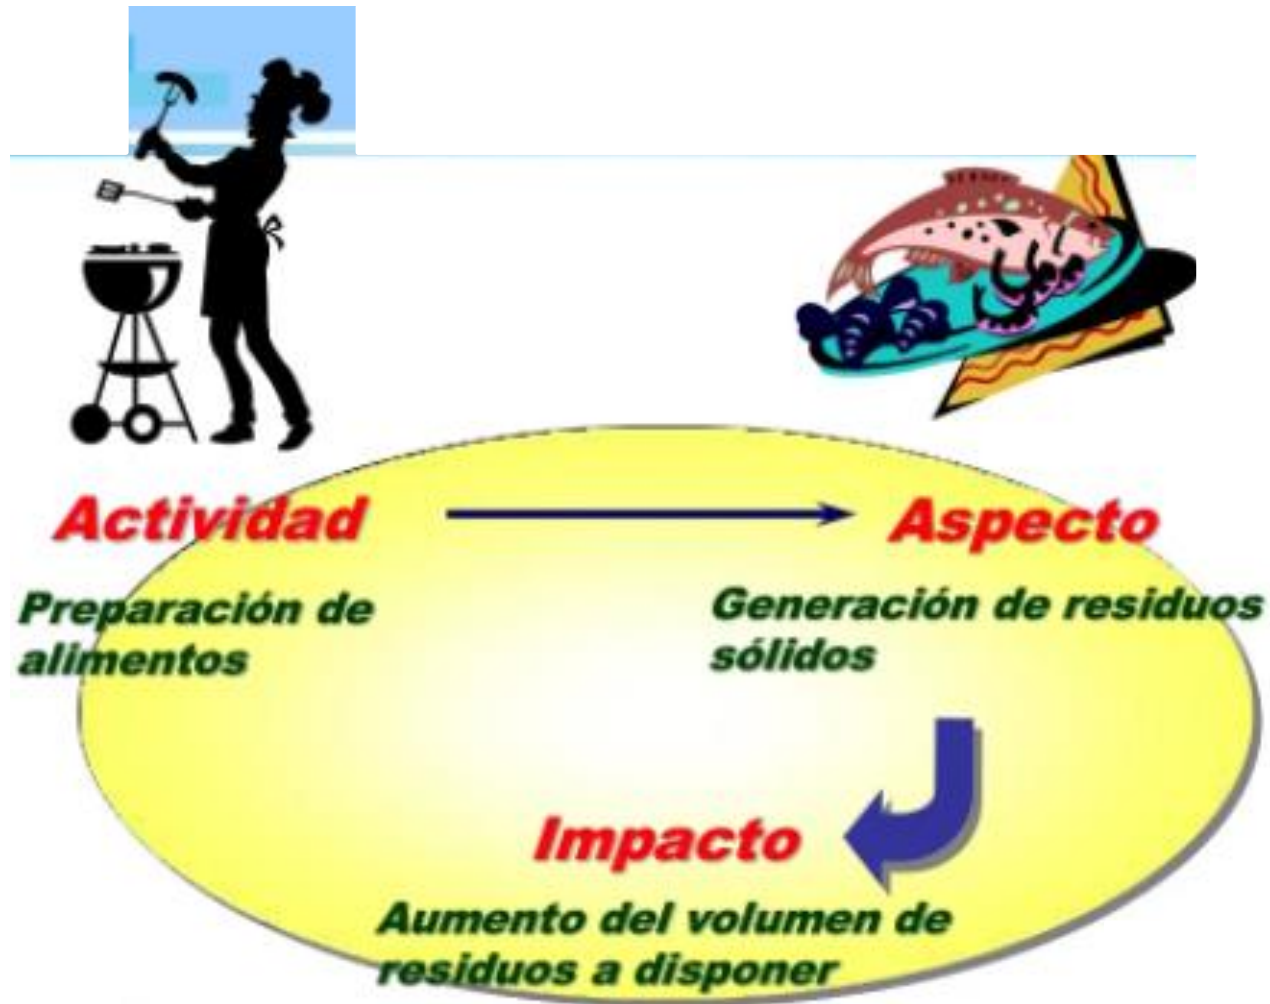 Actividad
Aspecto
Preparación de
alimentos
Generación de residuos
sólidos
Impacto
Aumento del volumen de
residuos a disponer